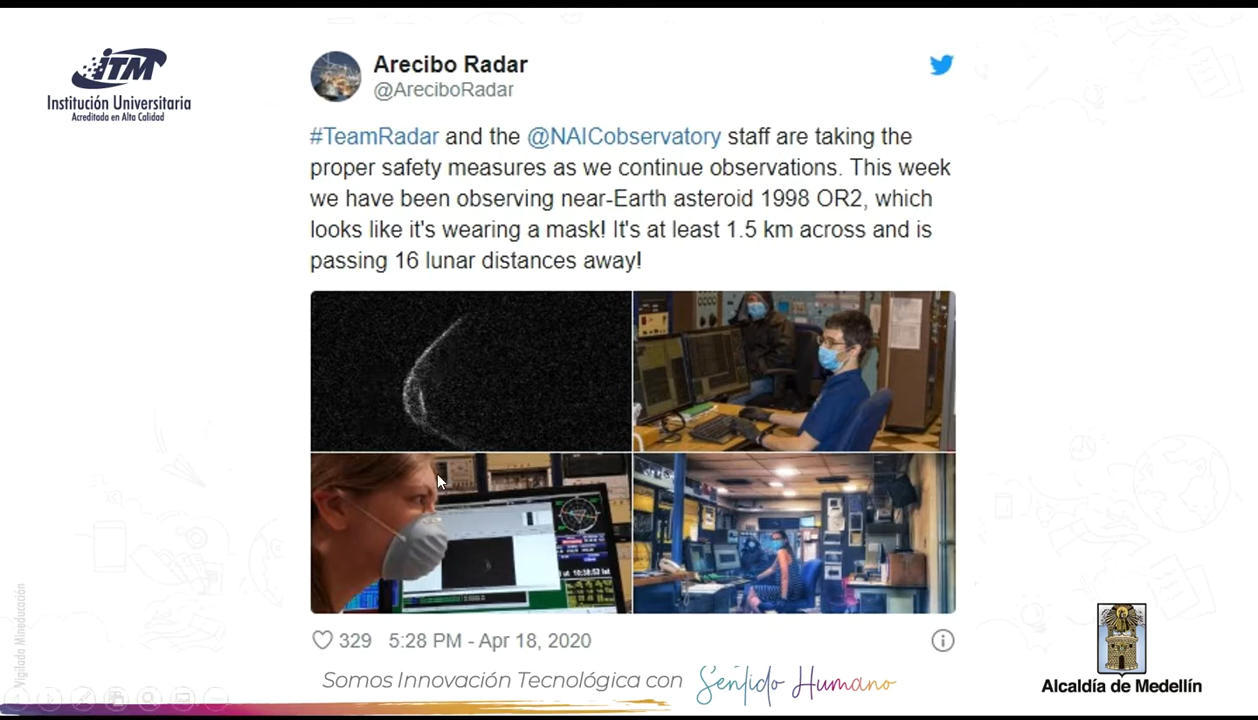 iTM
Institución Universitaria
Acreditada en Alta Calidad
Arecibo Radar
@AreciboRadar
#TeamRadar and the @NAICobservatory staff are taking the
proper safety measures as we continue observations. This week
we have been observing near-Earth asteroid 1998 OR2, which
looks like it's wearing a mask! It's at least 1.5 km across and is
passing 16 lunar distances away!
329 5:28 PM - Apr 18, 2020
Somos Innovación Tecnológica con Sentido Humano
Alcaldía de Medellín
Vigilada Mineducación